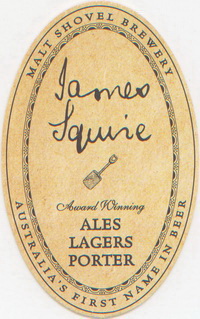 MALT SHOVEL BREWERY
James
Squire
Award Winning
ALES
LAGERS
PORTER
AUSTRALIA'S FIRST NAME IN BEER